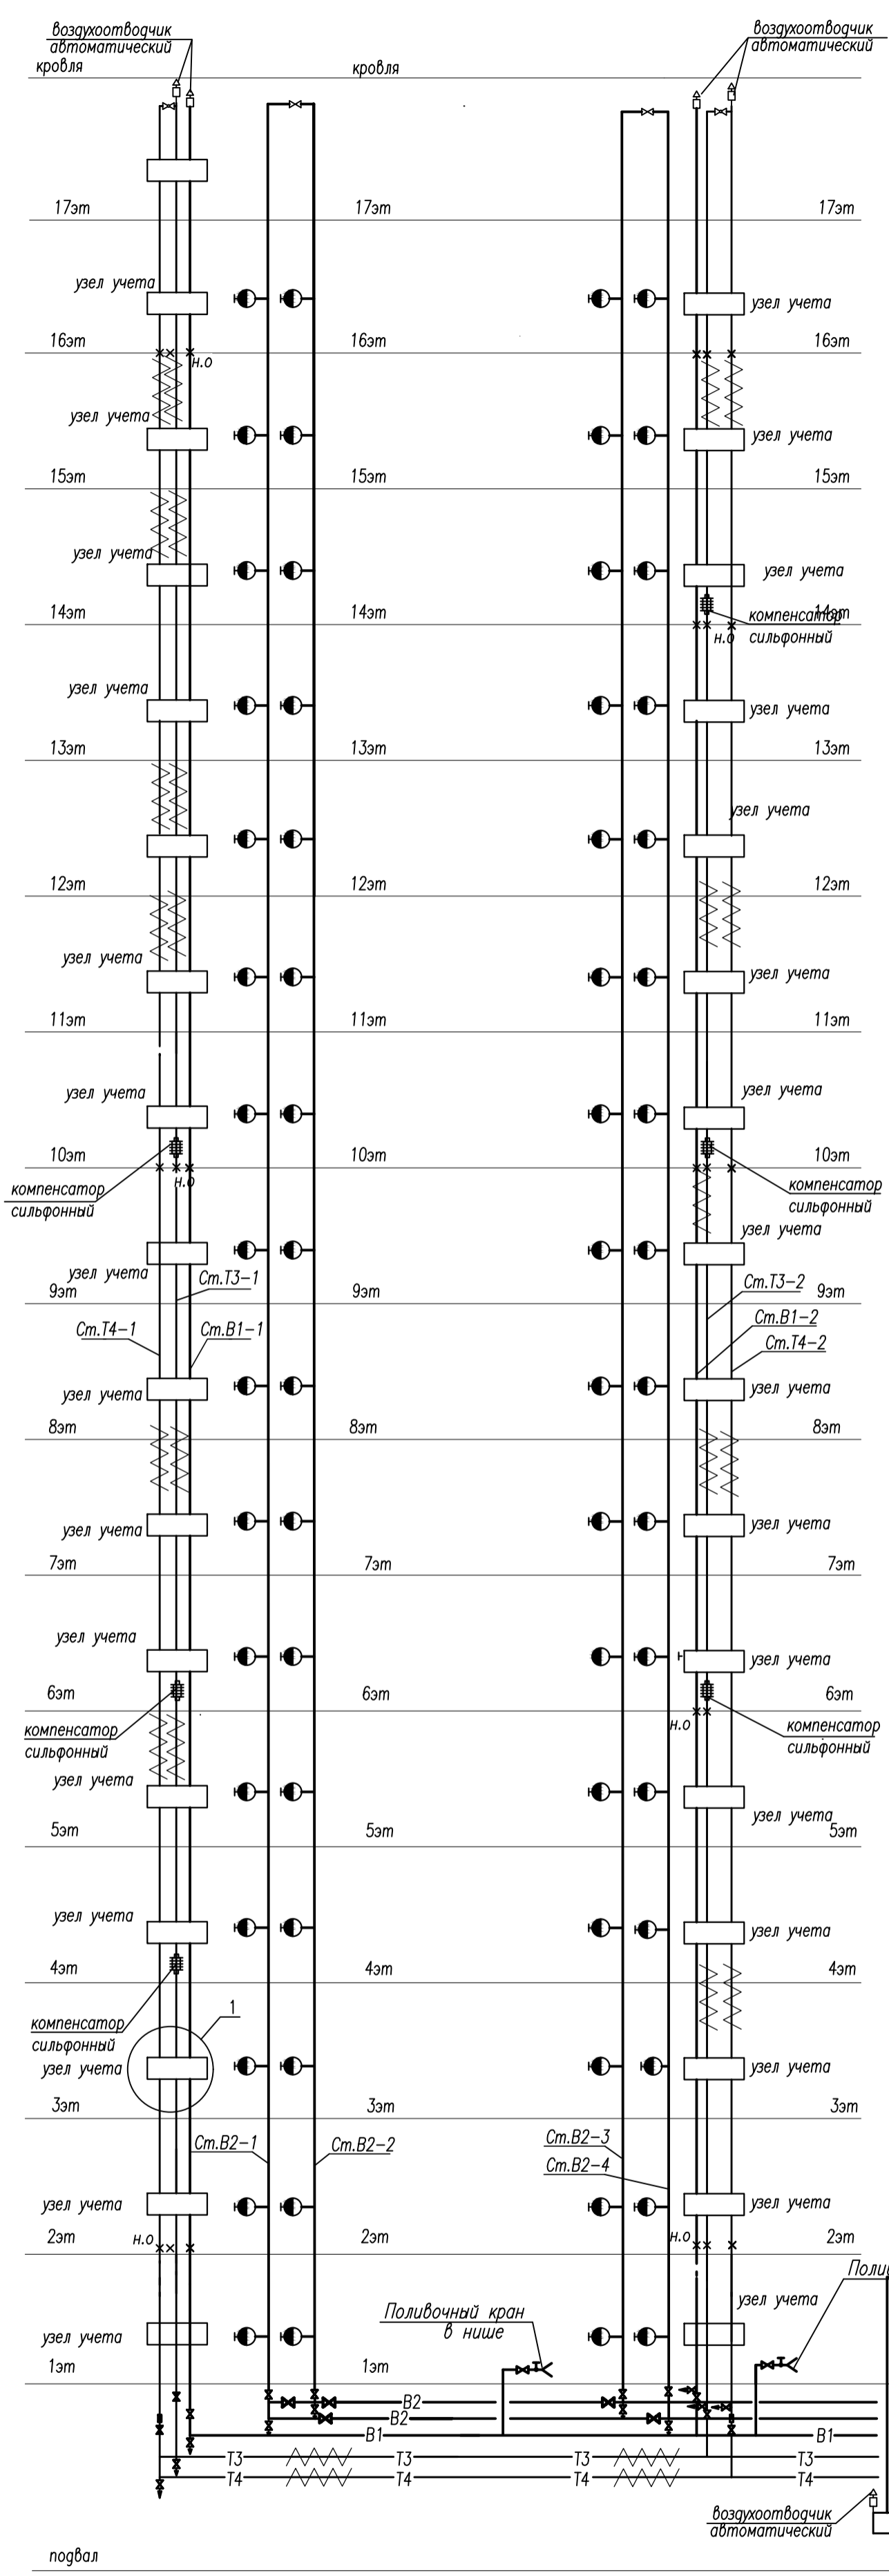 воздухоотводчик
автоматический
воздухоотводчик
автоматический
кровля
кровля
17эт
17эт
17эт
узел учета
узел учета
16эт
16эт
16эт
н.о
узел учета
узел учета
15эт
15эт
15эт
узел учета
узел учета
14эт
14эт
14эт
компенсатор
сильфонный
н.о
узел учета
узел учета
13эт
13эт
13эт
узел учета
12эт
12эт
12эт
узел учета
узел учета
11эт
11эт
11эт
узел учета
узел учета
10эт
10эт
10эт
н.о
компенсатор
сильфонный
компенсатор
сильфонный
узел учета
узел учета
9эт
9эт
9эт
Ст.Т3-1
Ст.Т3-2
Ст.Т4-1
Ст.В1-1
Ст.В1-2
Ст.Т4-2
узел учета
узел учета
8эт
8эт
8эт
узел учета
узел учета
7эт
7эт
7эт
узел учета
узел учета
6эт
6эт
6эт
н.о
компенсатор
сильфонный
компенсатор
сильфонный
узел учета
узел учета
5эт
5эт
5эт
узел учета
узел учета
4эт
4эт
4эт
1
компенсатор
сильфонный
узел учета
узел учета
3эт
3эт
3эт
Ст.В2-1
Ст.В2-2
Ст.В2-3
Ст.В2-4
узел учета
узел учета
2эт
2эт
2эт
н.о
н.о
Полив
узел учета
Поливочный кран
в нише
узел учета
1эт
1эт
В2
В2
В1
В1
Т3
Т3
Т3
Т3
Т4
Т4
Т4
Т4
воздухоотводчик
автоматический
подвал